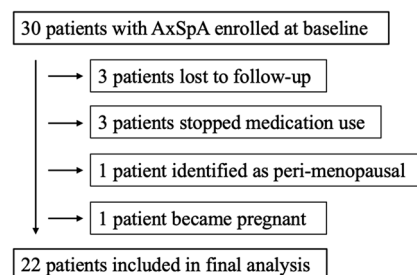 30 patients with AxSpA enrolled at baseline
3 patients lost to follow-up
3 patients stopped medication use
1 patient identified as peri-menopausal
1 patient became pregnant
22 patients included in final analysis